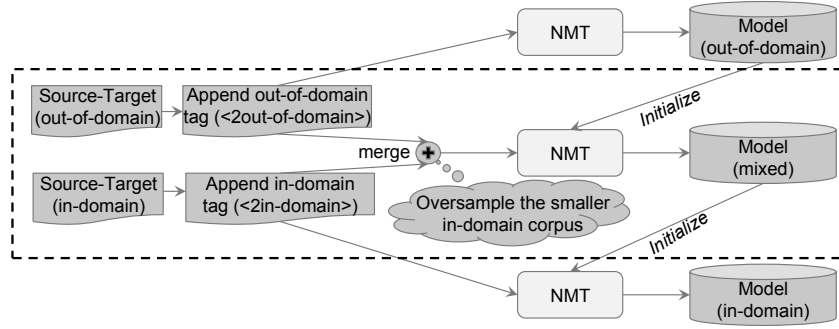 NMT
Model
(out-of-domain)
Source-Target
(out-of-domain)
Append out-of-domain
tag (<2out-of-domain>)
Initialize
merge
NMT
Model
(mixed)
Source-Target
(in-domain)
Append in-domain
tag (<2in-domain>)
Oversample the smaller
in-domain corpus
Initialize
NMT
Model
(in-domain)